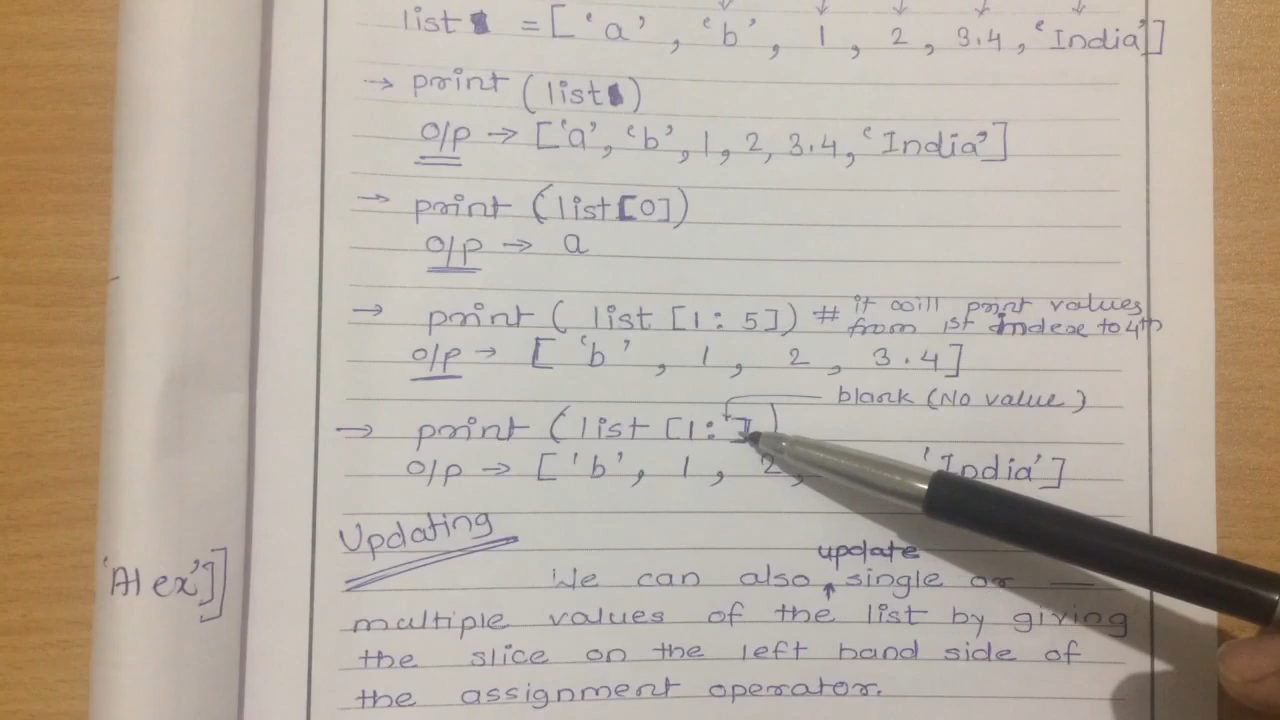 list = ['a', 'b', 1, 2, 3.4, 'India']
→ print (list)
o/p → ['a', 'b', 1, 2, 3.4, 'India']
→ print (list[0])
o/p → a
→ print ( list [1: 5]) # it will print values
from 1st Indexe to 4th
o/p → [ 'b' , 1 , 2 , 3.4 ]
blank (No value)
→ print (list [1: ])
o/p → ['b', 1, 2, 'India']
Updating
update
We can also single or
multiple values of the list by giving
the slice on the left hand side of
the assignment operator.
'Alex']]